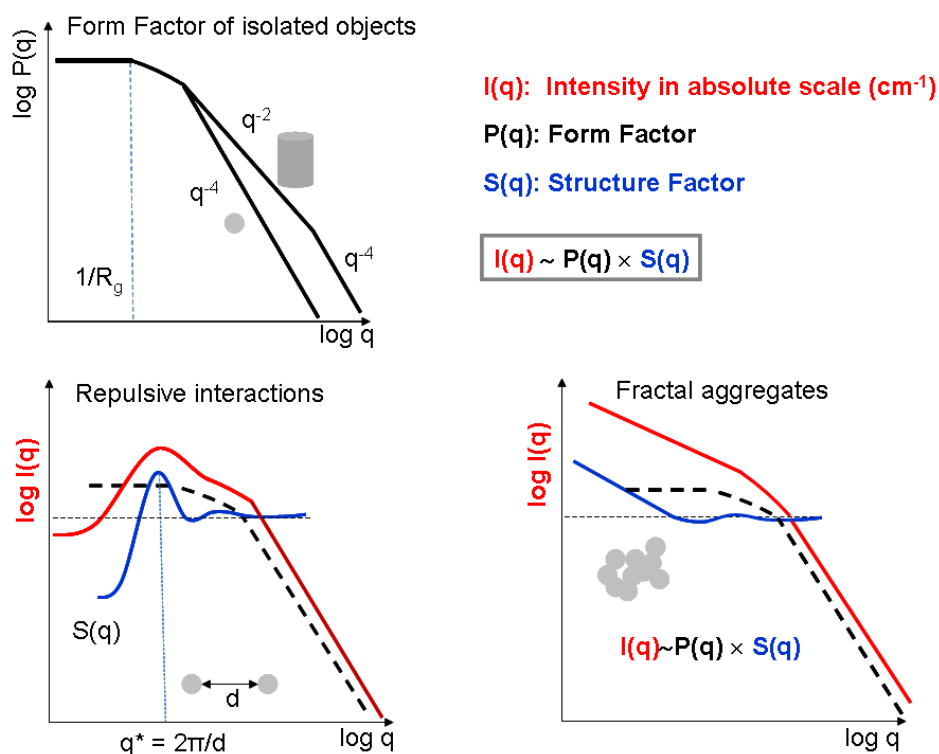 Form Factor of isolated objects
log P(q)
q-2
q-4
q-4
1/Rg
log q
I(q): Intensity in absolute scale (cm-1)
P(q): Form Factor
S(q): Structure Factor
I(q) ~ P(q) × S(q)
Repulsive interactions
log I(q)
S(q)
d
log q
q* = 2π/d
Fractal aggregates
log I(q)
I(q)~P(q) × S(q)
log q